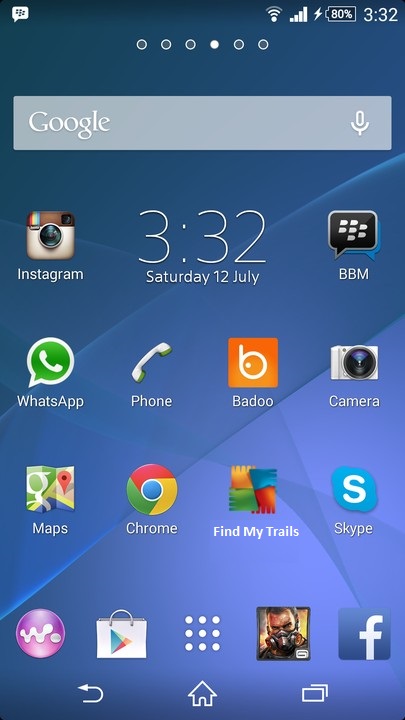 80% 3:32
Google
3:32
Saturday 12 July
Instagram
BBM
WhatsApp
Phone
Badoo
Camera
Maps
Chrome
Find My Trails
Skype